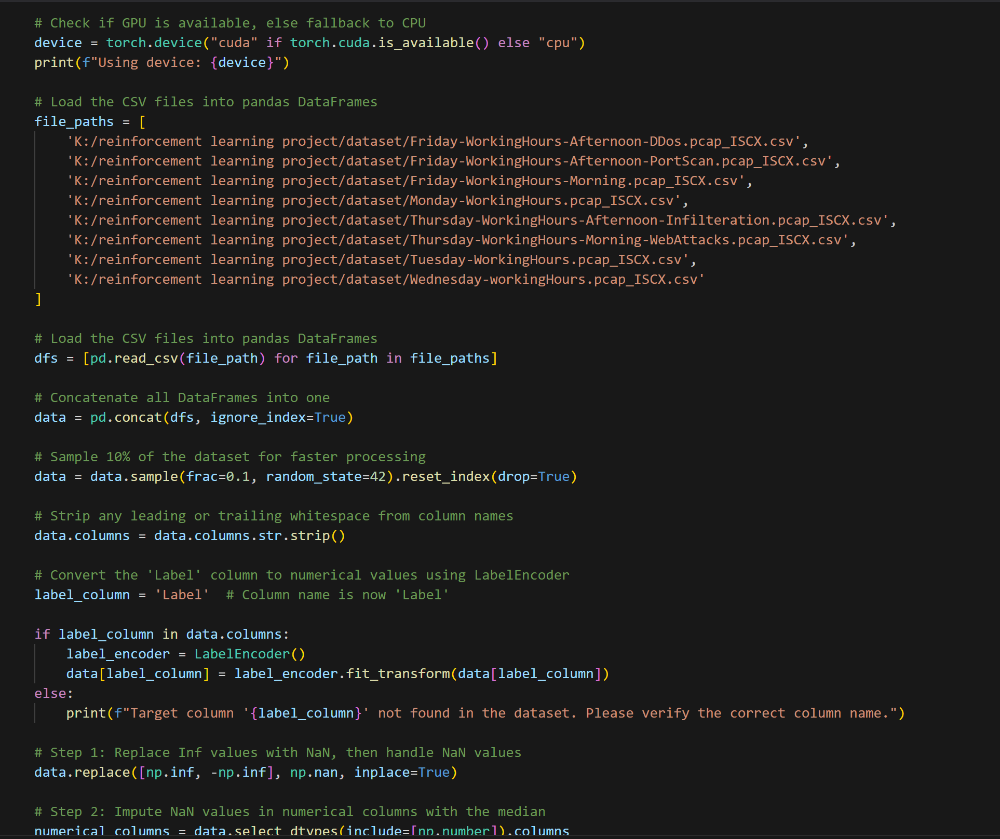 # Check if GPU is available, else fallback to CPU
device = torch.device("cuda" if torch.cuda.is_available() else "cpu")
print(f"Using device: {device}")
# Load the CSV files into pandas DataFrames
file_paths = [
    'K:/reinforcement learning project/dataset/Friday-WorkingHours-Afternoon-DDos.pcap_ISCX.csv',
    'K:/reinforcement learning project/dataset/Friday-WorkingHours-Afternoon-PortScan.pcap_ISCX.csv',
    'K:/reinforcement learning project/dataset/Friday-WorkingHours-Morning.pcap_ISCX.csv',
    'K:/reinforcement learning project/dataset/Monday-WorkingHours.pcap_ISCX.csv',
    'K:/reinforcement learning project/dataset/Thursday-WorkingHours-Afternoon-Infilteration.pcap_ISCX.csv',
    'K:/reinforcement learning project/dataset/Thursday-WorkingHours-Morning-WebAttacks.pcap_ISCX.csv',
    'K:/reinforcement learning project/dataset/Tuesday-WorkingHours.pcap_ISCX.csv',
    'K:/reinforcement learning project/dataset/Wednesday-workingHours.pcap_ISCX.csv'
]
# Load the CSV files into pandas DataFrames
dfs = [pd.read_csv(file_path) for file_path in file_paths]
# Concatenate all DataFrames into one
data = pd.concat(dfs, ignore_index=True)
# Sample 10% of the dataset for faster processing
data = data.sample(frac=0.1, random_state=42).reset_index(drop=True)
# Strip any leading or trailing whitespace from column names
data.columns = data.columns.str.strip()
# Convert the 'Label' column to numerical values using LabelEncoder
label_column = 'Label'  # Column name is now 'Label'
if label_column in data.columns:
    label_encoder = LabelEncoder()
    data[label_column] = label_encoder.fit_transform(data[label_column])
else:
    print(f"Target column '{label_column}' not found in the dataset. Please verify the correct column name.")
# Step 1: Replace Inf values with NaN, then handle NaN values
data.replace([np.inf, -np.inf], np.nan, inplace=True)
# Step 2: Impute NaN values in numerical columns with the median
numerical_columns = data.select_dtypes(include=[np.number]).columns